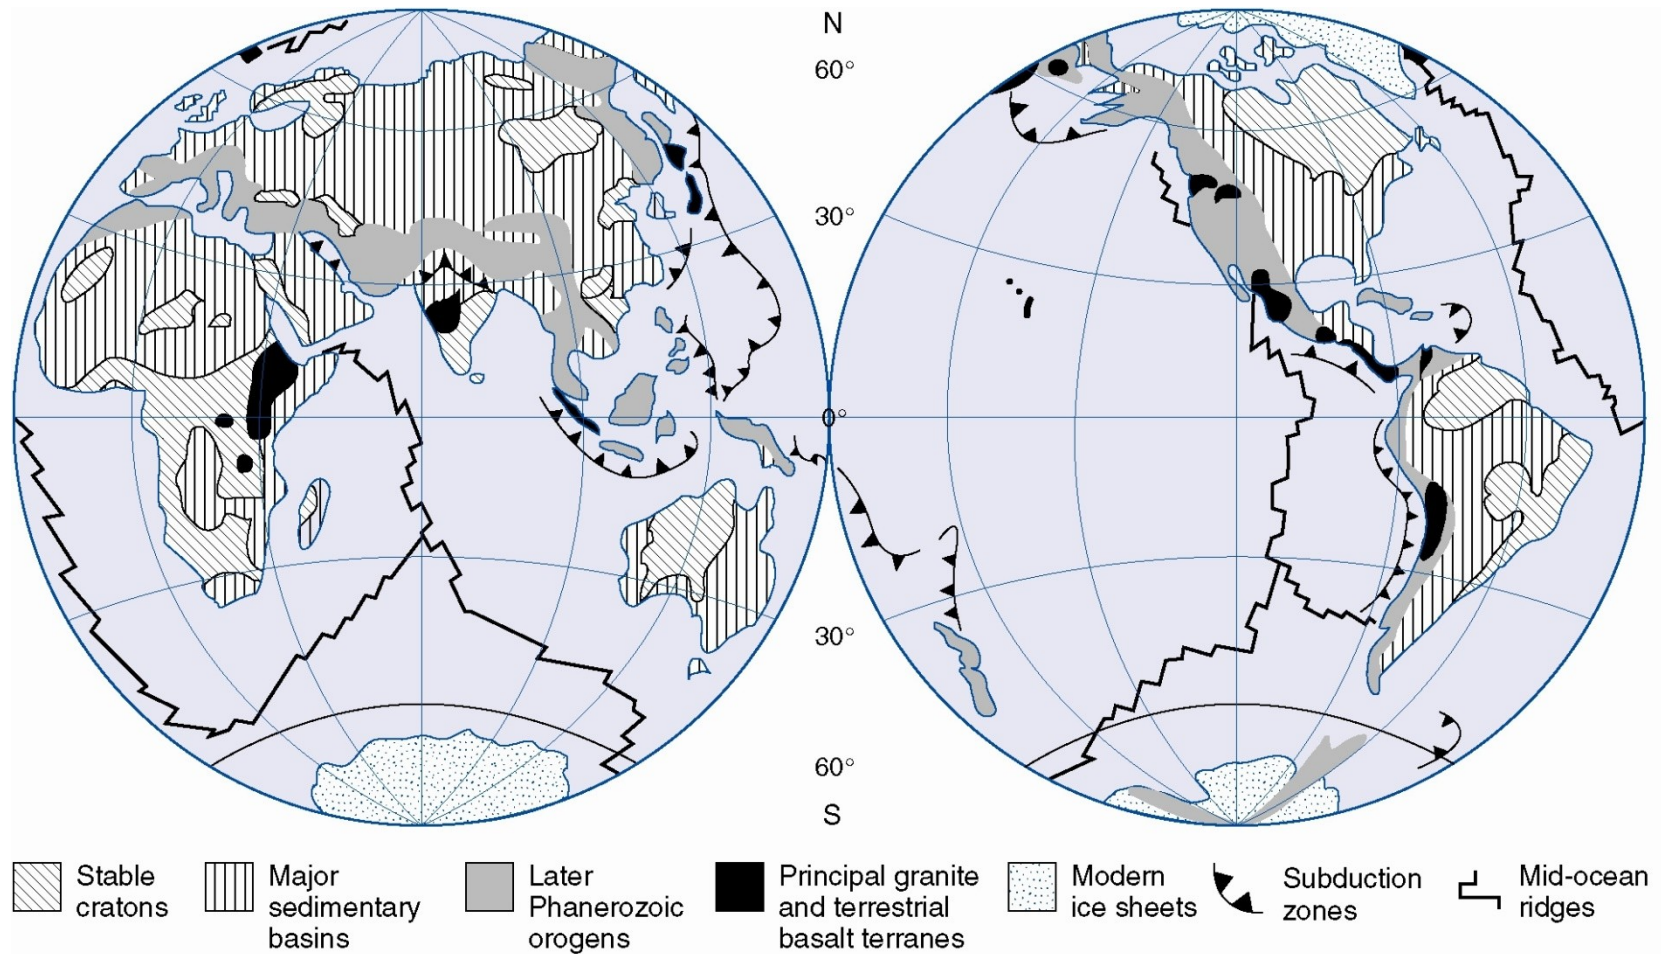 N
60°
30°
0°
30°
60°
S
Stable
cratons
Major
sedimentary
basins
Later
Phanerozoic
orogens
Principal granite
and terrestrial
basalt terranes
Modern
ice sheets
Subduction
zones
Mid-ocean
ridges